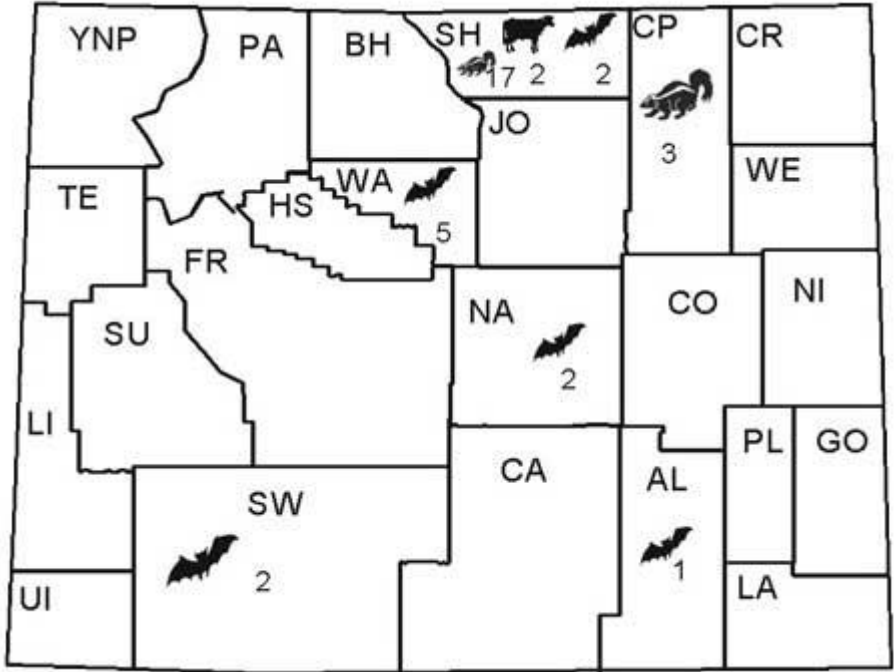 YNP
PA
BH
SH
17
2
2
CP
3
CR
JO
WE
TE
HS
WA
5
FR
NA
2
CO
NI
SU
LI
PL
GO
CA
AL
1
SW
2
UI
LA